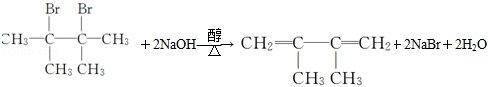 Br Br
CH₃—C—C—CH₃ + 2NaOH 醇 △ → CH₂=C—C=CH₂ + 2NaBr + 2H₂O
CH₃ CH₃ CH₃ CH₃